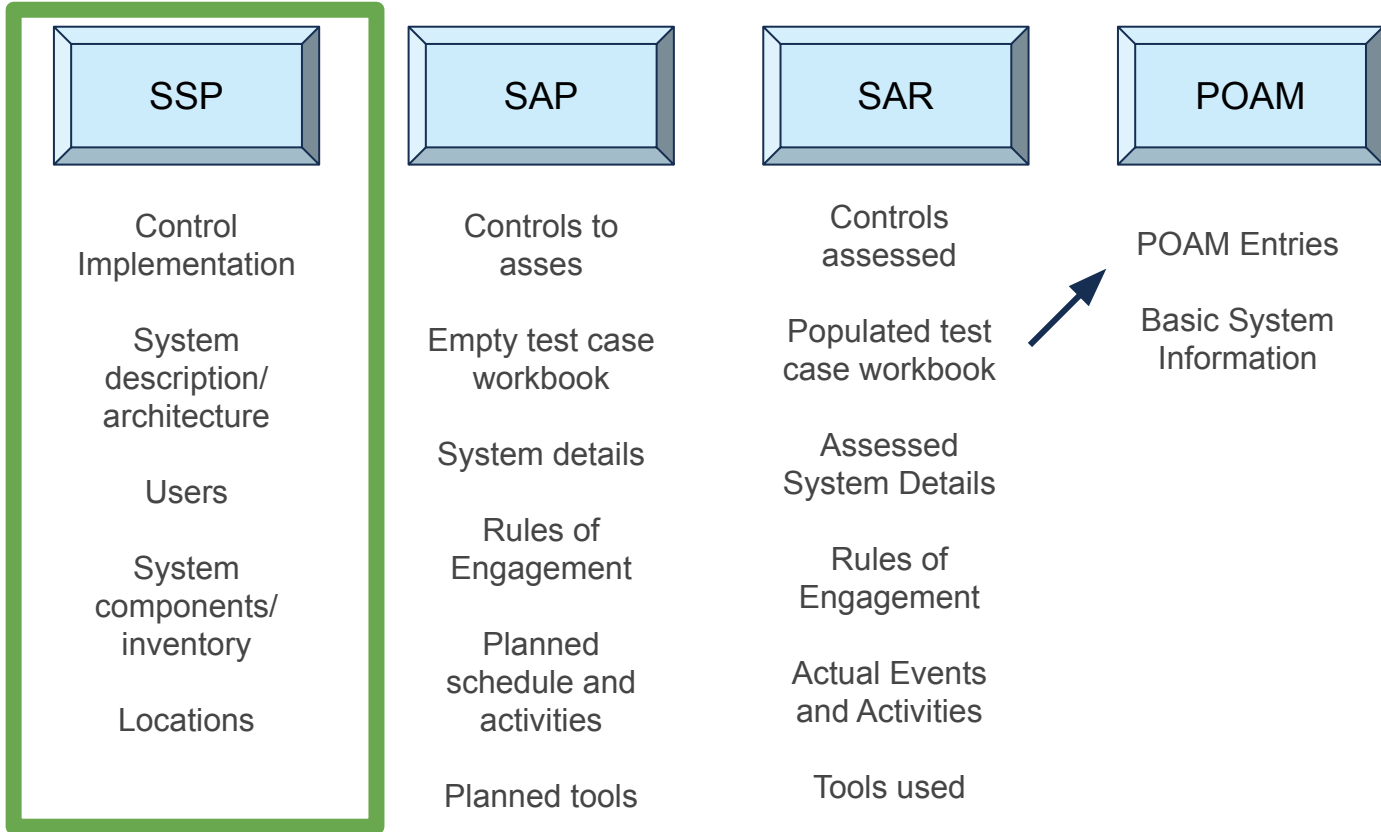 SSP
Control
Implementation
System
description/
architecture
Users
System
components/
inventory
Locations
SAP
Controls to
asses
Empty test case
workbook
System details
Rules of
Engagement
Planned
schedule and
activities
Planned tools
SAR
Controls
assessed
Populated test
case workbook
Assessed
System Details
Rules of
Engagement
Actual Events
and Activities
Tools used
POAM
POAM Entries
Basic System
Information